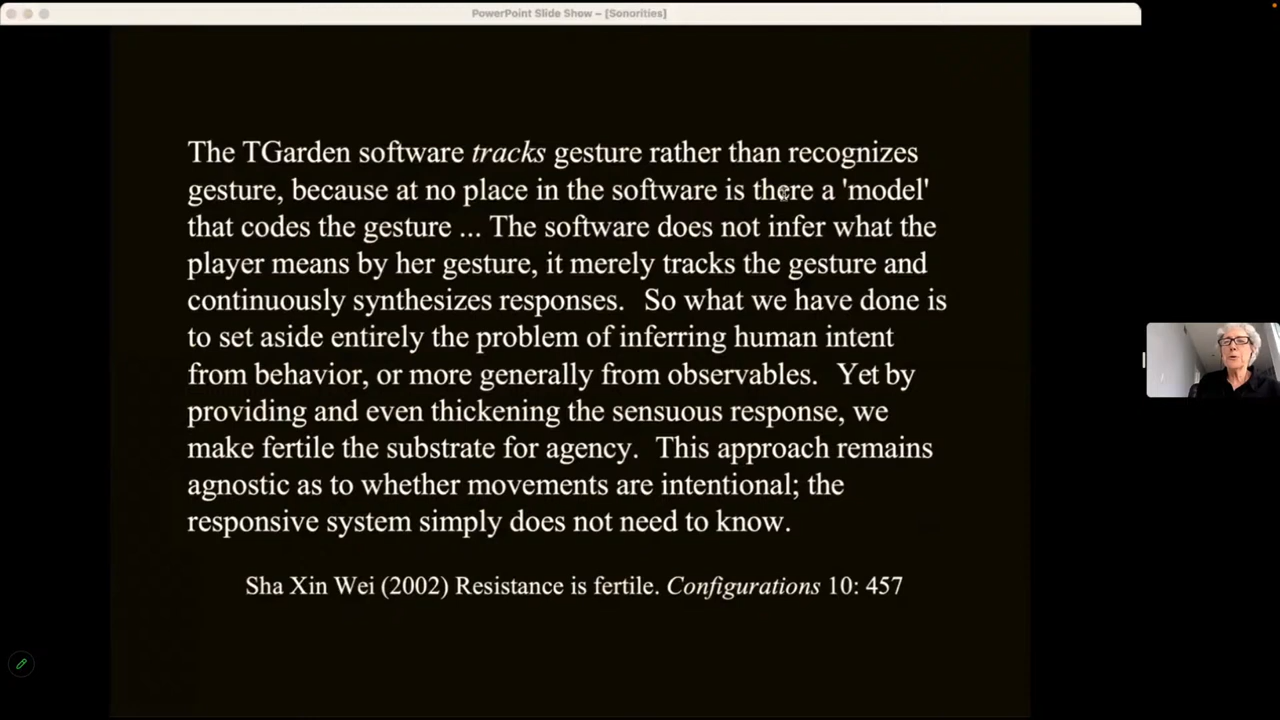 PowerPoint Slide Show – [Sonorities]
The TGarden software tracks gesture rather than recognizes
gesture, because at no place in the software is there a 'model'
that codes the gesture ... The software does not infer what the
player means by her gesture, it merely tracks the gesture and
continuously synthesizes responses. So what we have done is
to set aside entirely the problem of inferring human intent
from behavior, or more generally from observables. Yet by
providing and even thickening the sensuous response, we
make fertile the substrate for agency. This approach remains
agnostic as to whether movements are intentional; the
responsive system simply does not need to know.
Sha Xin Wei (2002) Resistance is fertile. Configurations 10: 457